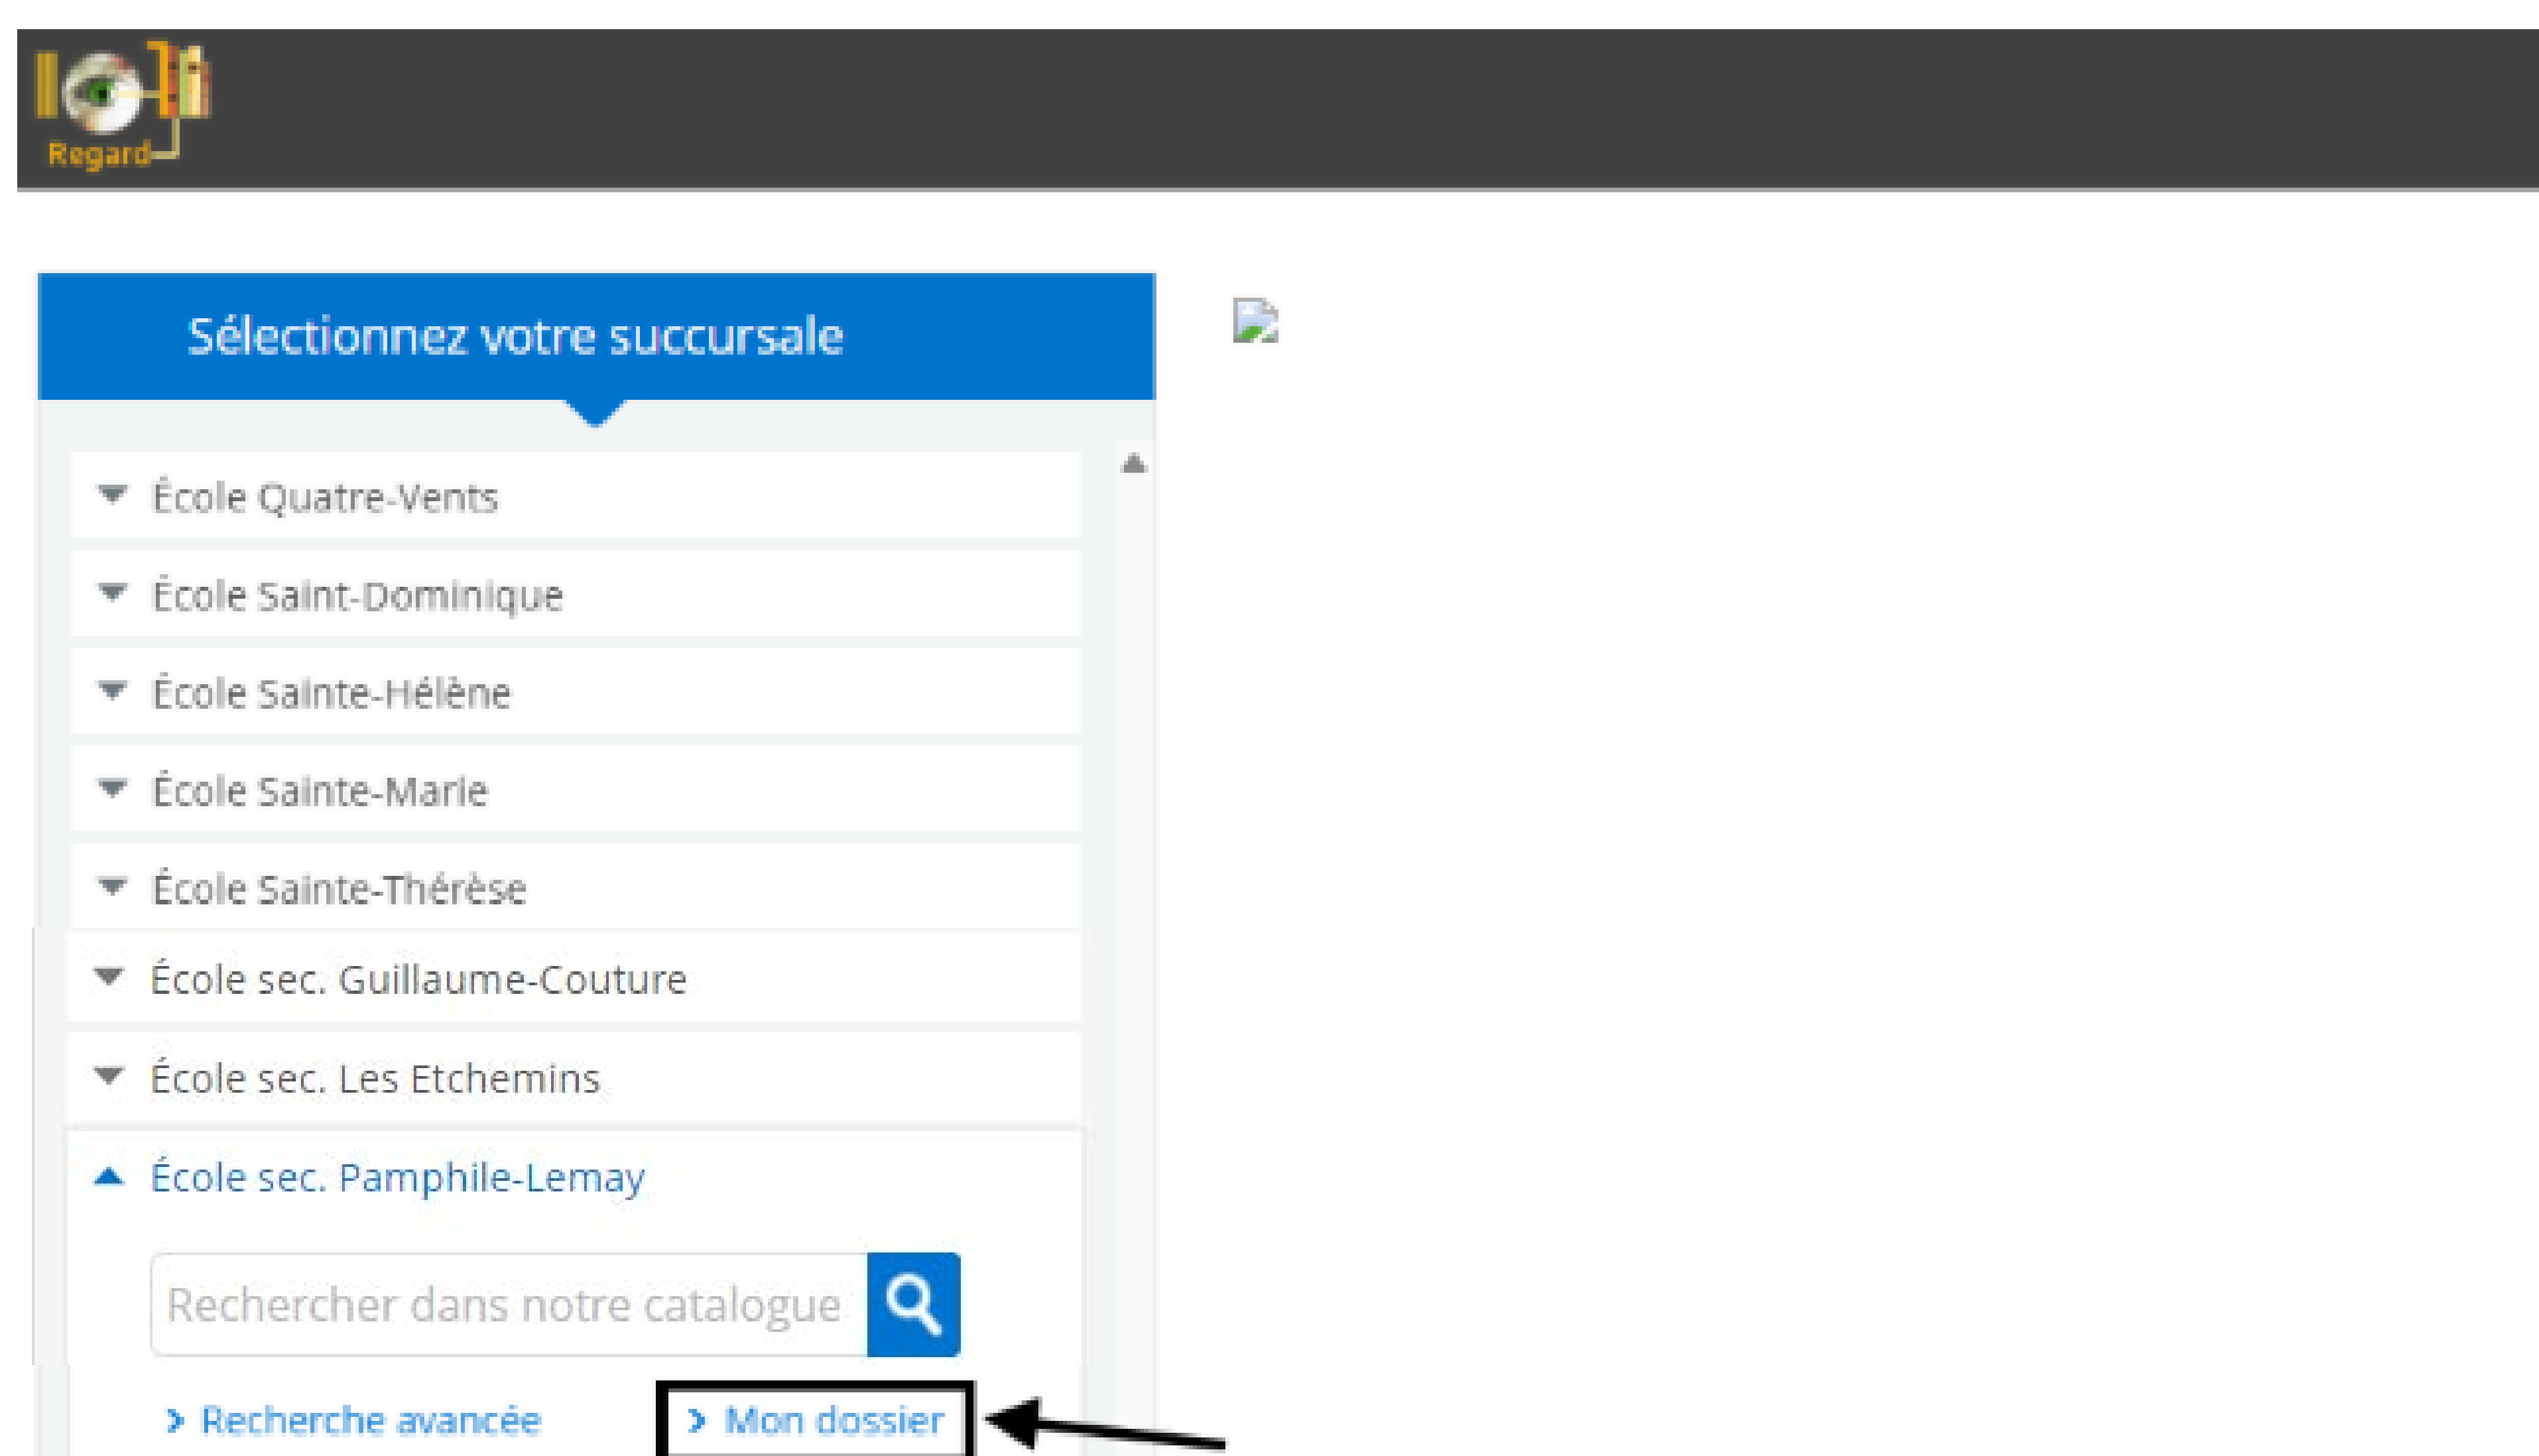 Regard
Sélectionnez votre succursale
École Quatre-Vents
École Saint-Dominique
École Sainte-Hélène
École Sainte-Marie
École Sainte-Thérèse
École sec. Guillaume-Couture
École sec. Les Etchemins
École sec. Pamphile-Lemay
Rechercher dans notre catalogue
> Recherche avancée > Mon dossier